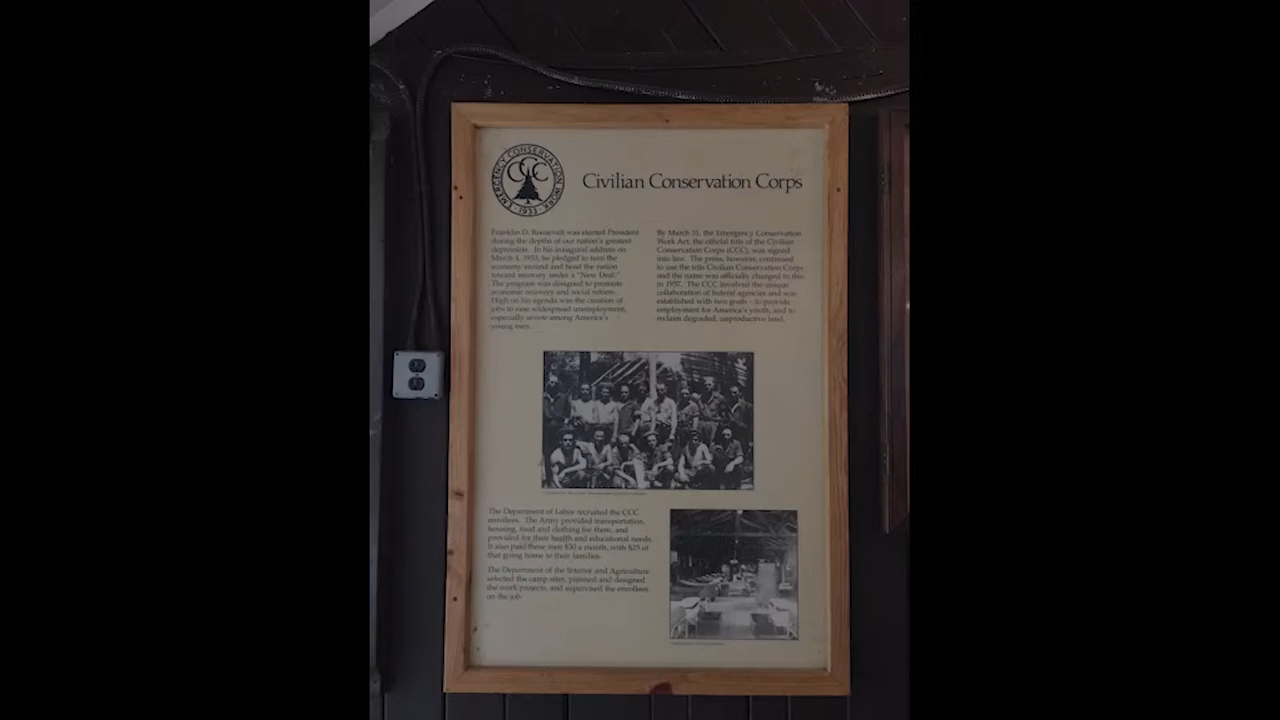 EMERGENCY CONSERVATION WORK
CCC
1933
Civilian Conservation Corps
Franklin D. Roosevelt was elected President
during the depths of our nation's greatest
depression. In his inaugural address on
March 4, 1933, he pledged to turn the
economy around and head the nation
toward recovery under a "New Deal."
The program was designed to promote
economic recovery and social reform.
High on his agenda was the creation of
jobs to ease widespread unemployment,
especially severe among America's
young men.
By March 31, the Emergency Conservation
Work Act, the official title of the Civilian
Conservation Corps (CCC), was signed
into law. The press, however, continued
to use the title Civilian Conservation Corps
and the name was officially changed to this
in 1937. The CCC involved the unique
collaboration of federal agencies and was
established with two goals – to provide
employment for America's youth, and to
reclaim degraded, unproductive land.
The Department of Labor recruited the CCC
enrollees. The Army provided transportation,
housing, food and clothing for them, and
provided for their health and educational needs.
It also paid these men $30 a month, with $25 of
that going home to their families.
The Department of the Interior and Agriculture
selected the camp sites, planned and designed
the work projects, and supervised the enrollees
on the job.